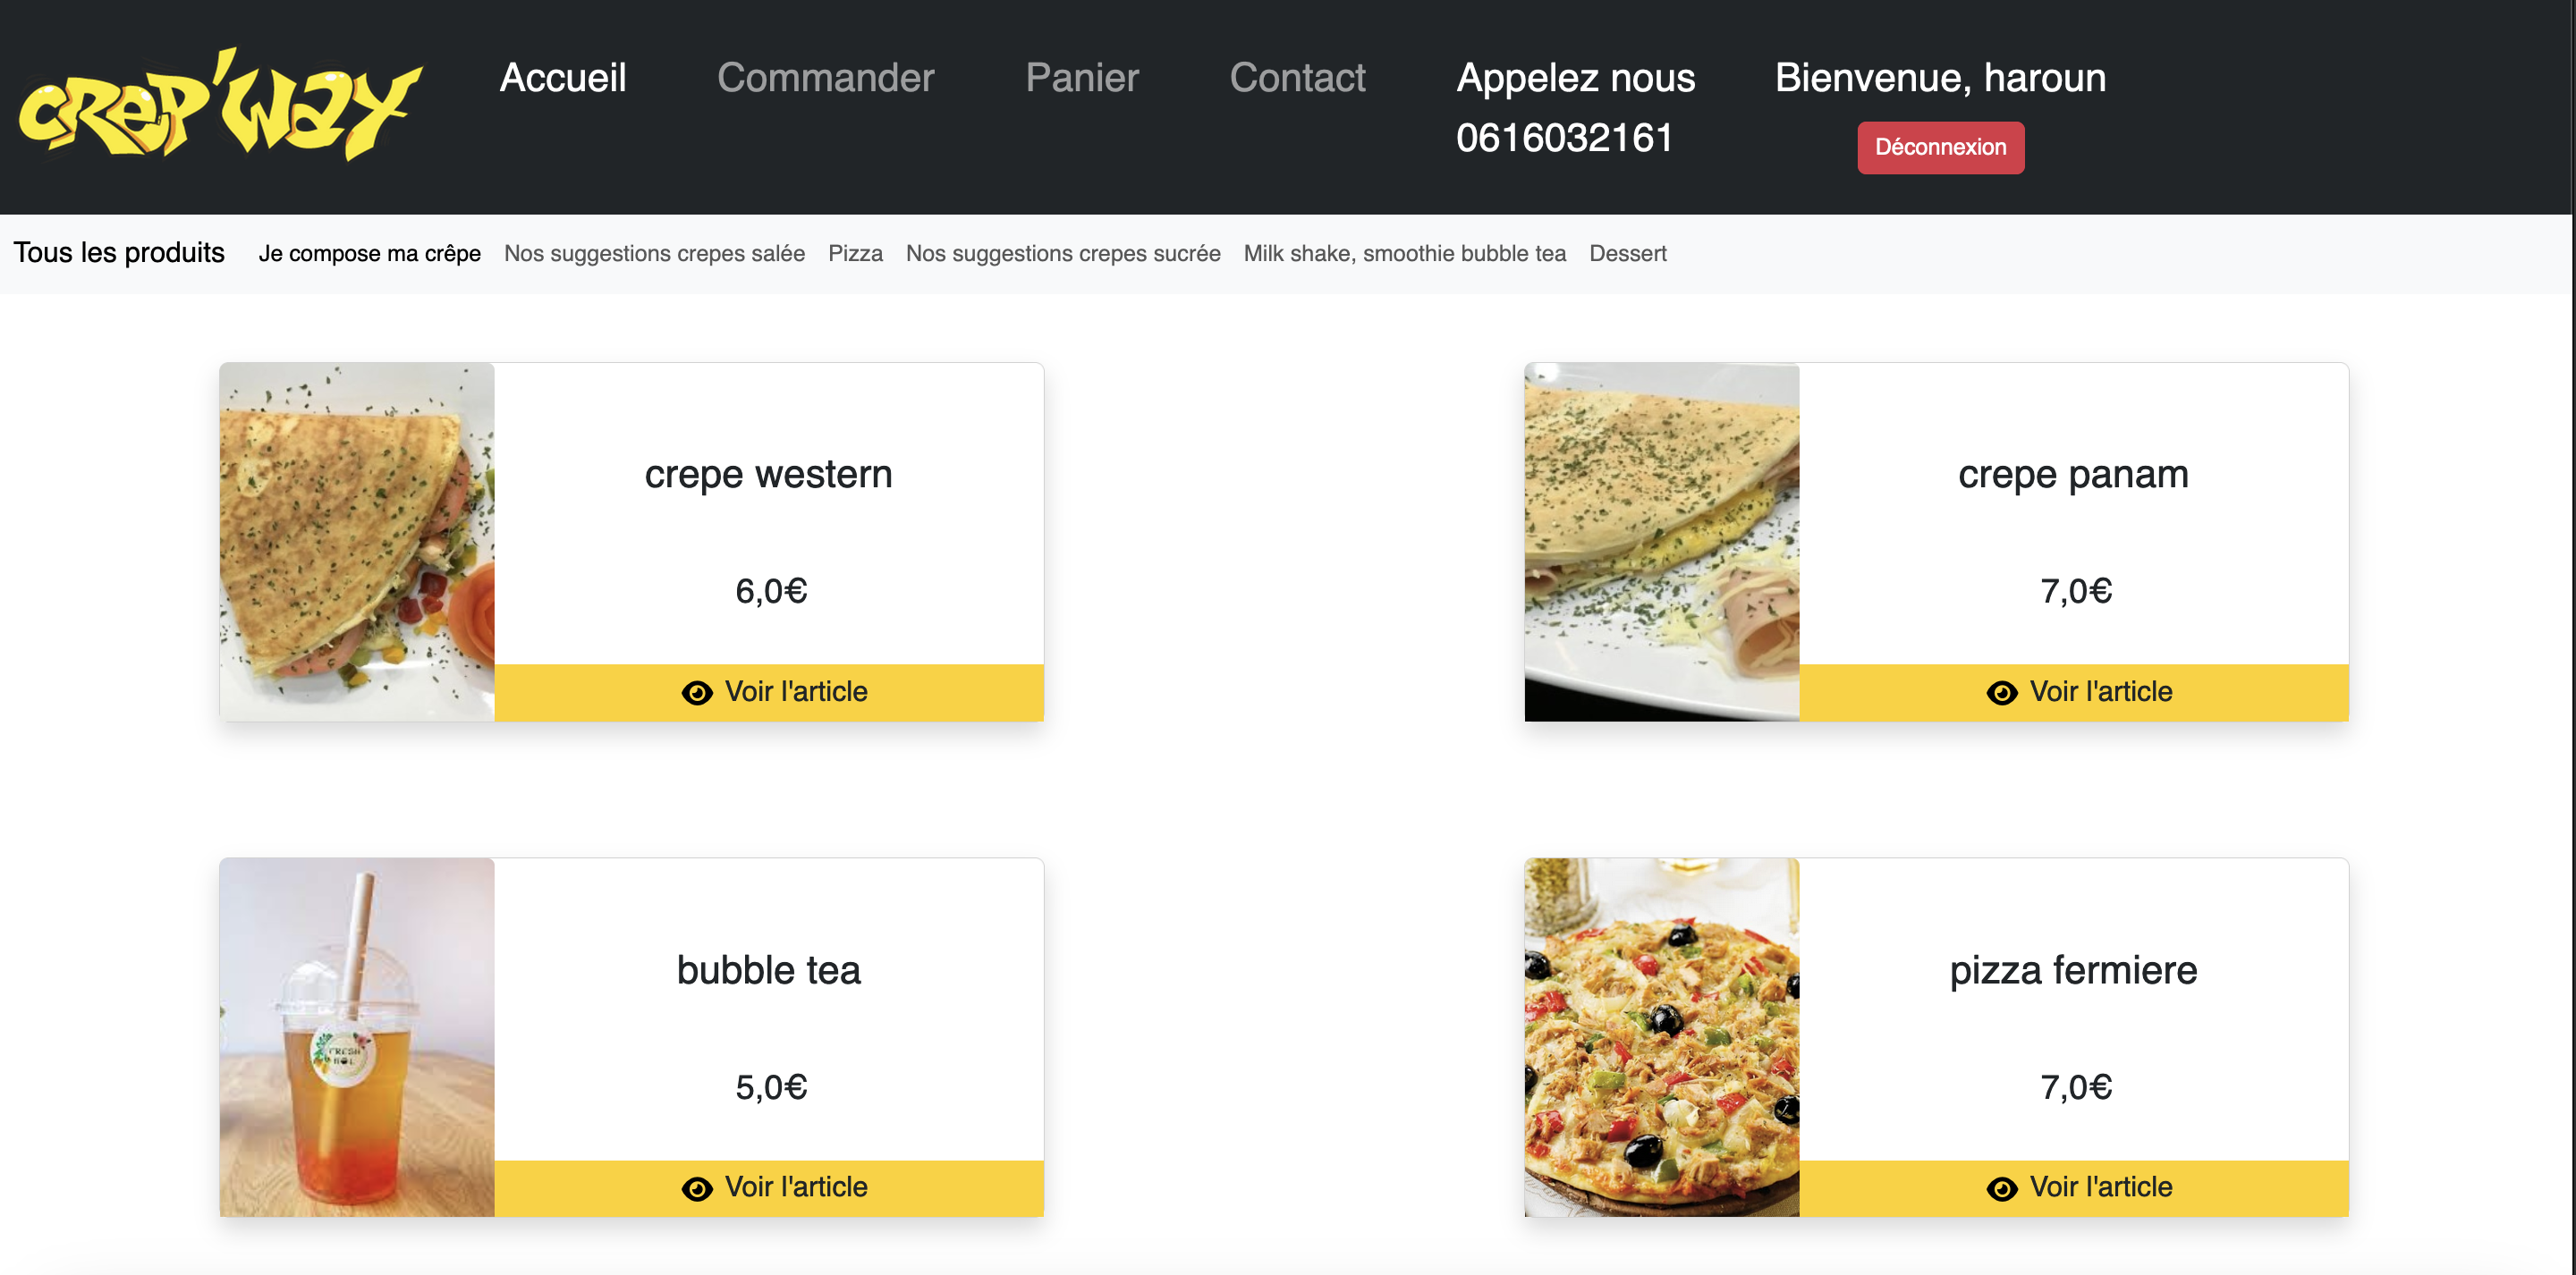 crep'way
Accueil
Commander
Panier
Contact
Appelez nous
0616032161
Bienvenue, haroun
Déconnexion
Tous les produits
Je compose ma crêpe
Nos suggestions crepes salée
Pizza
Nos suggestions crepes sucrée
Milk shake, smoothie bubble tea
Dessert
crepe western
6,0€
Voir l'article
crepe panam
7,0€
Voir l'article
bubble tea
5,0€
Voir l'article
FRESH
pizza fermiere
7,0€
Voir l'article